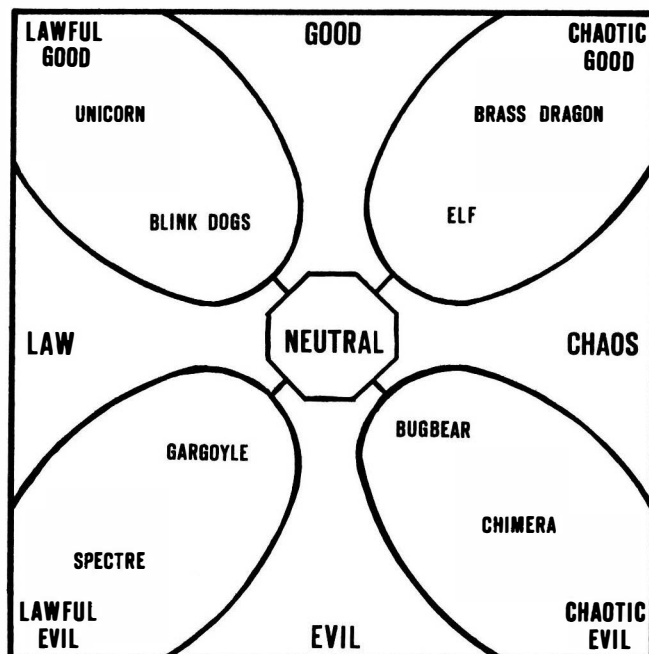 LAWFUL
GOOD
GOOD
CHAOTIC
GOOD
UNICORN
BRASS DRAGON
BLINK DOGS
ELF
LAW
NEUTRAL
CHAOS
GARGOYLE
BUGBEAR
SPECTRE
CHIMERA
LAWFUL
EVIL
EVIL
CHAOTIC
EVIL